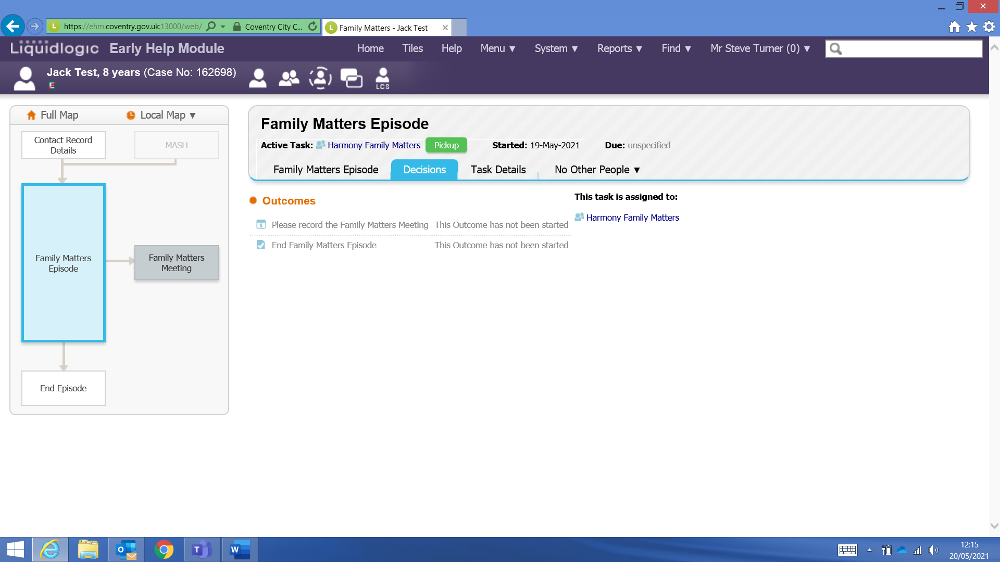 https://ehm.coventry.gov.uk:13000/web/
Coventry City C...
Family Matters - Jack Test
Liquidlogic Early Help Module
Home Tiles Help Menu ▼ System ▼ Reports ▼ Find ▼ Mr Steve Turner (0) ▼
Jack Test, 8 years (Case No: 162698)
LCS
Full Map Local Map ▼
Contact Record
Details
MASH
Family Matters
Episode
Family Matters
Meeting
End Episode
Family Matters Episode
Active Task: Harmony Family Matters Pickup Started: 19-May-2021 Due: unspecified
Family Matters Episode Decisions Task Details No Other People ▼
Outcomes
Please record the Family Matters Meeting This Outcome has not been started
End Family Matters Episode This Outcome has not been started
This task is assigned to:
Harmony Family Matters
12:15
20/05/2021